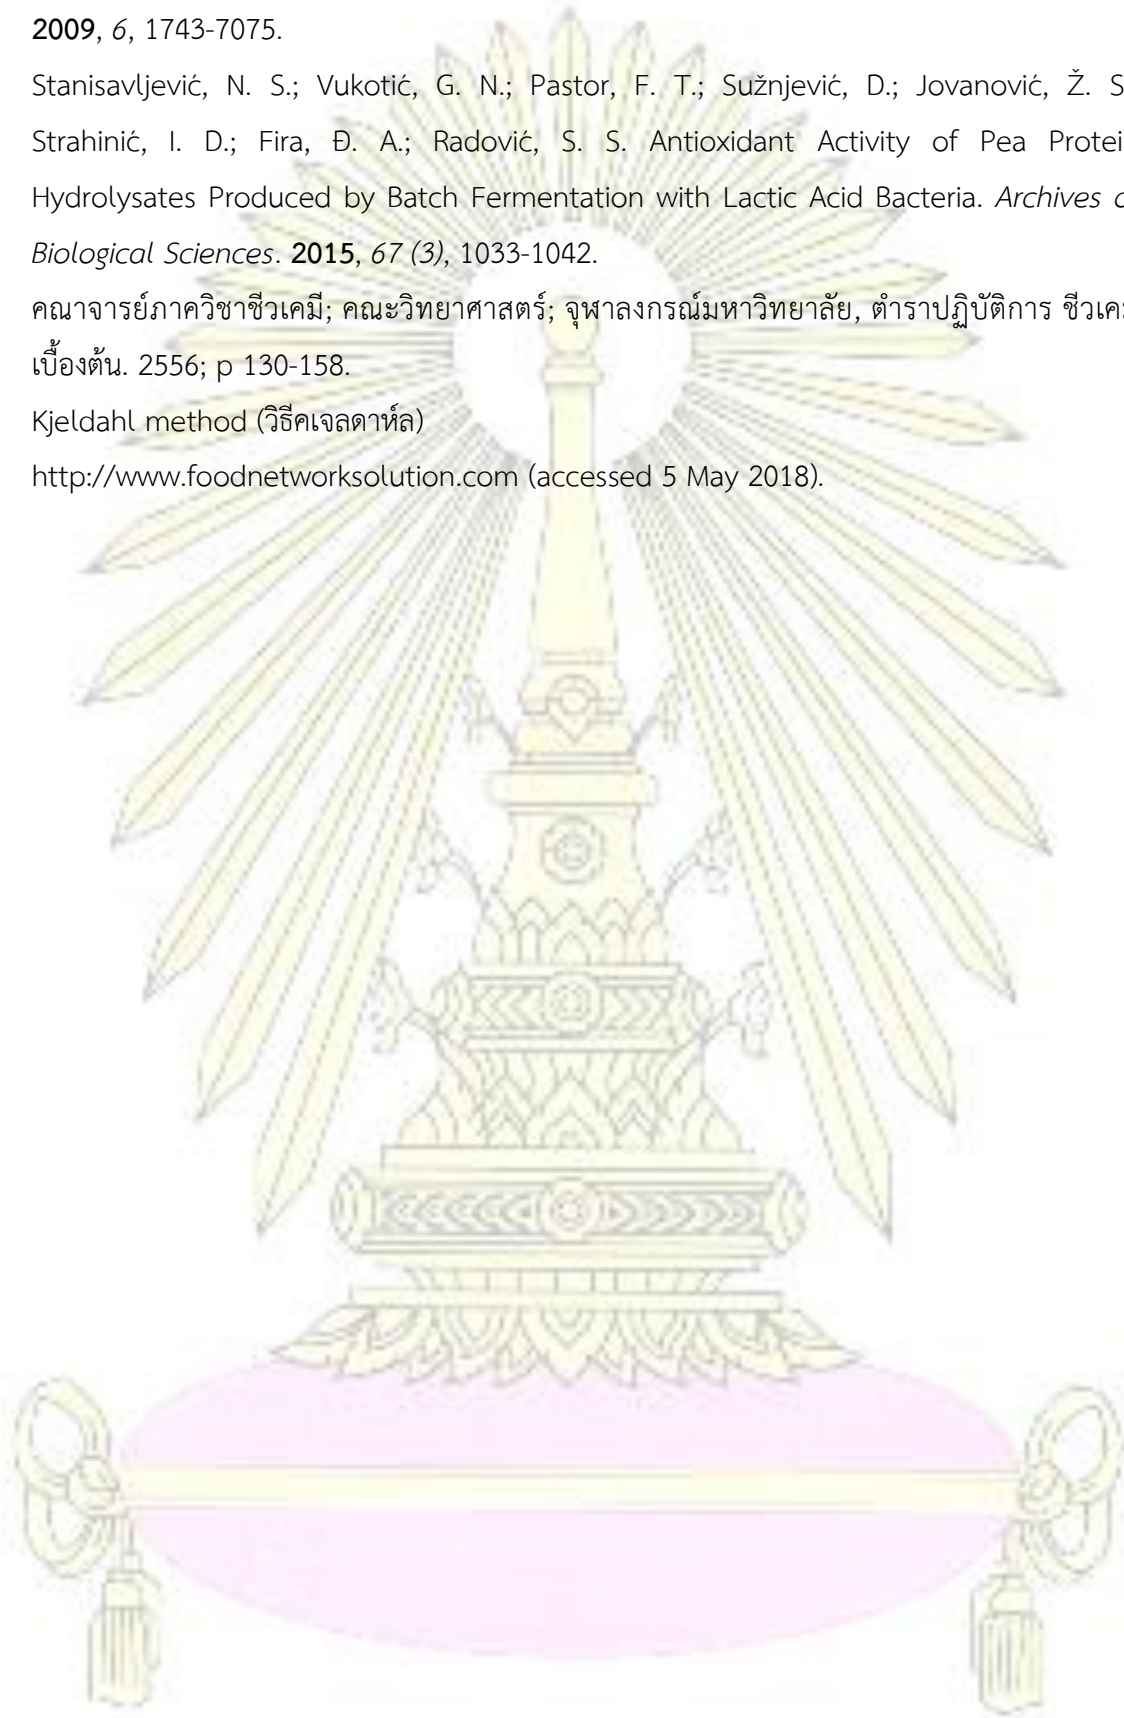 2009, 6, 1743-7075.
Stanisavljević, N. S.; Vukotić, G. N.; Pastor, F. T.; Sužnjević, D.; Jovanović, Ž. S
Strahinić, I. D.; Fira, Đ. A.; Radović, S. S. Antioxidant Activity of Pea Protei
Hydrolysates Produced by Batch Fermentation with Lactic Acid Bacteria. Archives o
Biological Sciences. 2015, 67 (3), 1033-1042.
คณาจารย์ภาควิชาชีวเคมี; คณะวิทยาศาสตร์; จุฬาลงกรณ์มหาวิทยาลัย, ตำราปฏิบัติการ ชีวเคม
เบื้องต้น. 2556; p 130-158.
Kjeldahl method (วิธีคเจลดาห์ล)
http://www.foodnetworksolution.com (accessed 5 May 2018).